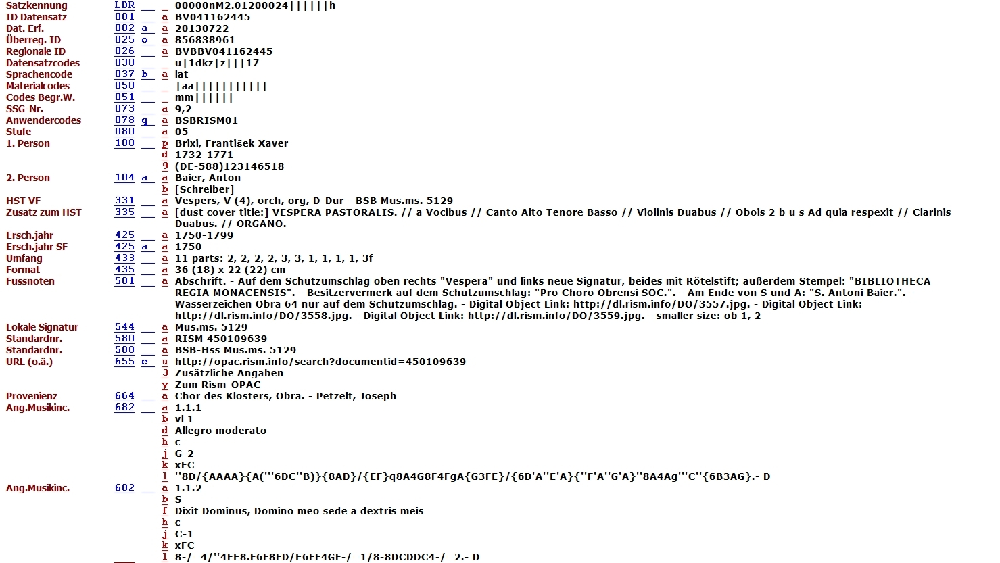 Satzkennung LDR __ _ 00000nM2.01200024||||||h
ID Datensatz 001 __ a BV041162445
Dat. Erf. 002 a_ a 20130722
Überreg. ID 025 o_ a 856838961
Regionale ID 026 __ a BVBBV041162445
Datensatzcodes 030 __ _ u|1dkz|z|||17
Sprachencode 037 b_ a lat
Materialcodes 050 __ _ |aa|||||||||||
Codes Begr.W. 051 __ _ mm||||||
SSG-Nr. 073 __ a 9,2
Anwendercodes 078 q_ a BSBRISM01
Stufe 080 __ a 05
1. Person 100 __ p Brixi, František Xaver
d 1732-1771
9 (DE-588)123146518
2. Person 104 a_ a Baier, Anton
b [Schreiber]
HST VF 331 __ a Vespers, V (4), orch, org, D-Dur - BSB Mus.ms. 5129
Zusatz zum HST 335 __ a [dust cover title:] VESPERA PASTORALIS. // a Vocibus // Canto Alto Tenore Basso // Violinis Duabus // Obois 2 b u s Ad quia respexit // Clarinis
Duabus. // ORGANO.
Ersch.jahr 425 __ a 1750-1799
Ersch.jahr SF 425 a_ a 1750
Umfang 433 __ a 11 parts: 2, 2, 2, 2, 3, 3, 1, 1, 1, 1, 3f
Format 435 __ a 36 (18) x 22 (22) cm
Fussnoten 501 __ a Abschrift. - Auf dem Schutzumschlag oben rechts "Vespera" und links neue Signatur, beides mit Rötelstift; außerdem Stempel: "BIBLIOTHECA
REGIA MONACENSIS". - Besitzervermerk auf dem Schutzumschlag: "Pro Choro Obrensi SOC.". - Am Ende von S und A: "S. Antoni Baier.". -
Wasserzeichen Obra 64 nur auf dem Schutzumschlag. - Digital Object Link: http://dl.rism.info/DO/3557.jpg. - Digital Object Link:
http://dl.rism.info/DO/3558.jpg. - Digital Object Link: http://dl.rism.info/DO/3559.jpg. - smaller size: ob 1, 2
Lokale Signatur 544 __ a Mus.ms. 5129
Standardnr. 580 __ a RISM 450109639
Standardnr. 580 __ a BSB-Hss Mus.ms. 5129
URL (o.ä.) 655 e_ u http://opac.rism.info/search?documentid=450109639
3 Zusätzliche Angaben
y Zum Rism-OPAC
Provenienz 664 __ a Chor des Klosters, Obra. - Petzelt, Joseph
Ang.Musikinc. 682 __ a 1.1.1
b vl 1
d Allegro moderato
h c
j G-2
k xFC
l ''8D/{AAAA}{A('''6DC''B)}{8AD}/{EF}q8A4G8F4FgA{G3FE}/{6D'A''E'A}{''F'A''G'A}''8A4Ag'''C''{6B3AG}.- D
Ang.Musikinc. 682 __ a 1.1.2
b S
f Dixit Dominus, Domino meo sede a dextris meis
h c
j C-1
k xFC
l 8-/=4/''4FE8.F6F8FD/E6FF4GF-/=1/8-8DCDDC4-/=2.- D